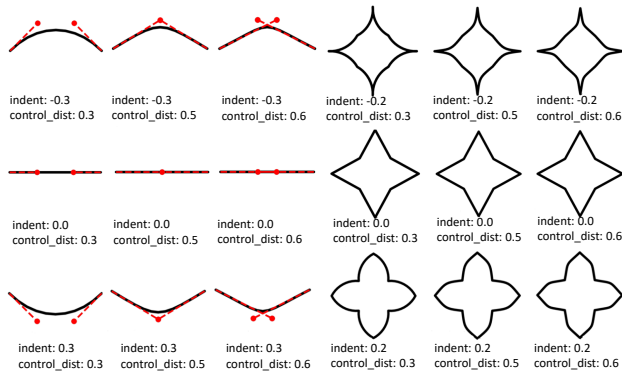 indent: -0.3
control_dist: 0.3
indent: -0.3
control_dist: 0.5
indent: -0.3
control_dist: 0.6
indent: -0.2
control_dist: 0.3
indent: -0.2
control_dist: 0.5
indent: -0.2
control_dist: 0.6
indent: 0.0
control_dist: 0.3
indent: 0.0
control_dist: 0.5
indent: 0.0
control_dist: 0.6
indent: 0.0
control_dist: 0.3
indent: 0.0
control_dist: 0.5
indent: 0.0
control_dist: 0.6
indent: 0.3
control_dist: 0.3
indent: 0.3
control_dist: 0.5
indent: 0.3
control_dist: 0.6
indent: 0.2
control_dist: 0.3
indent: 0.2
control_dist: 0.5
indent: 0.2
control_dist: 0.6